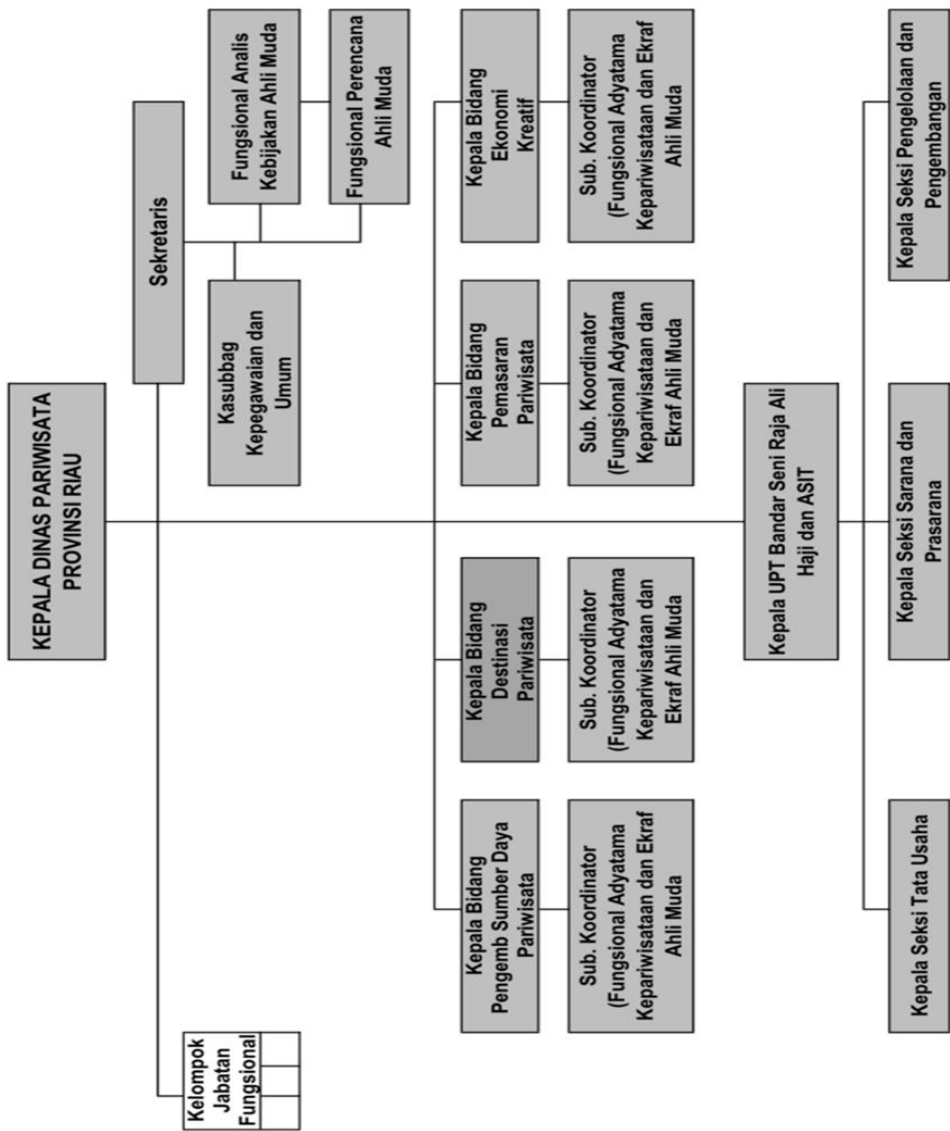 KEPALA DINAS PARIWISATA
PROVINSI RIAU
Sekretaris
Kelompok
Jabatan
Fungsional
Kasubbag
Kepegawaian dan
Umum
Fungsional Analis
Kebijakan Ahli Muda
Fungsional Perencana
Ahli Muda
Kepala Bidang
Pengemb Sumber Daya
Pariwisata
Kepala Bidang
Destinasi
Pariwisata
Kepala Bidang
Pemasaran
Pariwisata
Kepala Bidang
Ekonomi
Kreatif
Sub. Koordinator
(Fungsional Adyatama
Kepariwisataan dan Ekraf
Ahli Muda
Sub. Koordinator
(Fungsional Adyatama
Kepariwisataan dan
Ekraf Ahli Muda
Sub. Koordinator
(Fungsional Adyatama
Kepariwisataan dan
Ekraf Ahli Muda
Sub. Koordinator
(Fungsional Adyatama
Kepariwisataan dan Ekraf
Ahli Muda
Kepala UPT Bandar Seni Raja Ali
Haji dan ASIT
Kepala Seksi Tata Usaha
Kepala Seksi Sarana dan
Prasarana
Kepala Seksi Pengelolaan dan
Pengembangan